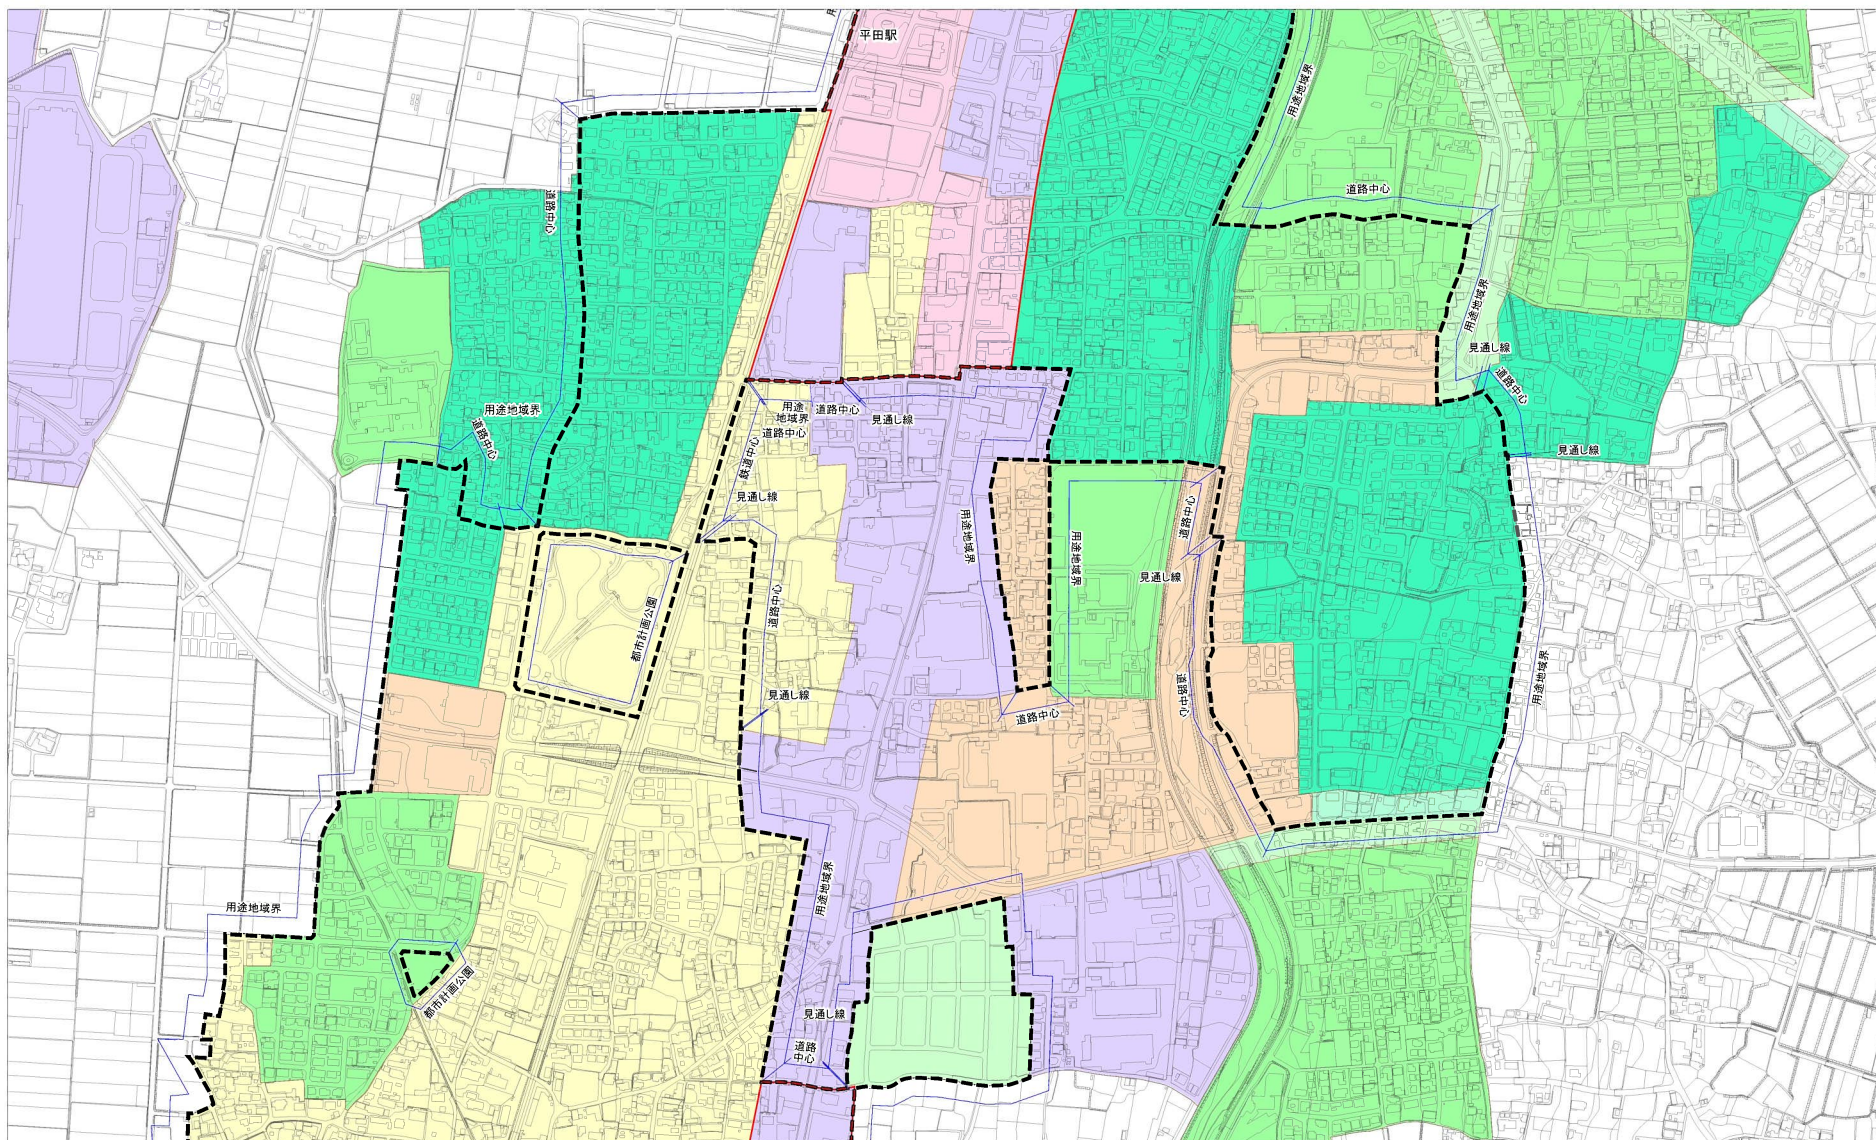 平田駅
用途地域界
道路中心
道路中心
用途地域界
見通し線
道路中心
用途地域界
道路中心
用途
地域界
道路中心
見通し線
道路中心
鉄道中心
見通し線
見通し線
道路中心
用途地域界
用途地域界
見通し線
道路中心
都市計画公園
用途地域界
見通し線
道路中心
道路中心
用途地域界
用途地域界
都市計画公園
見通し線
道路
中心